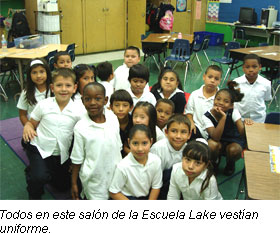 Todos en este salón de la Escuela Lake vestían
uniforme.